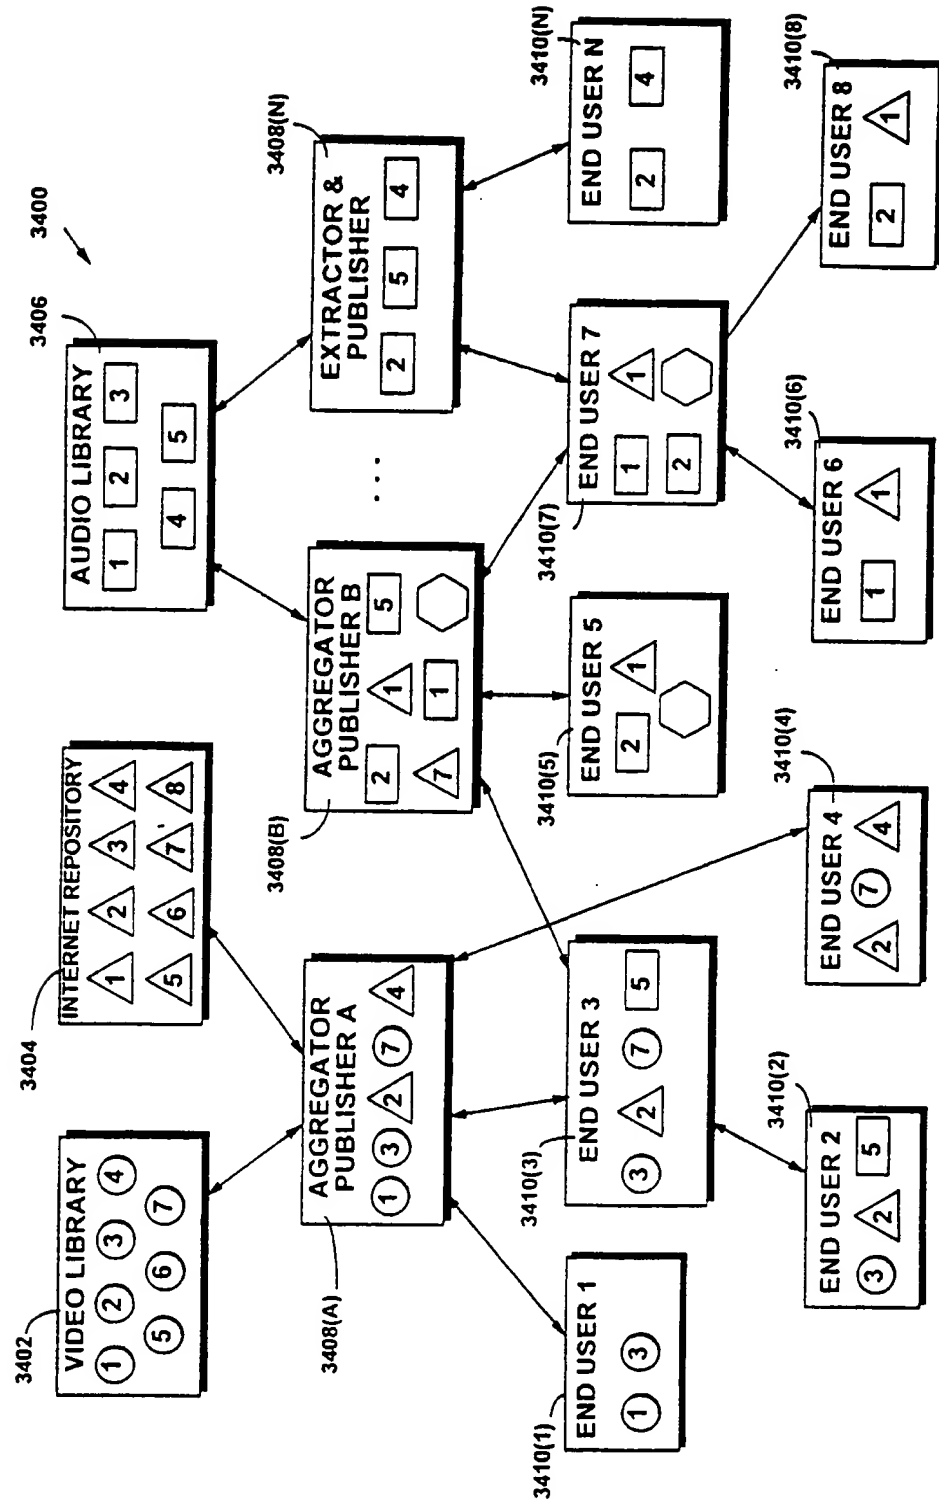 3400
3402
VIDEO LIBRARY
1 2 3 4
5 6 7
3404
INTERNET REPOSITORY
1 2 3 4
5 6 7 8
3406
AUDIO LIBRARY
1 2 3
4 5
3408(A)
AGGREGATOR
PUBLISHER A
1 3 2 7 4
3408(B)
AGGREGATOR
PUBLISHER B
2 1 5
7 1
...
3408(N)
EXTRACTOR &
PUBLISHER
2 5 4
3410(1)
END USER 1
1 3
3410(3)
END USER 3
3 2 7 5
3410(5)
END USER 5
2 1
3410(7)
END USER 7
1 1
2
3410(N)
END USER N
2 4
3410(2)
END USER 2
3 2 5
3410(4)
END USER 4
2 7 4
3410(6)
END USER 6
1 1
3410(8)
END USER 8
2 1